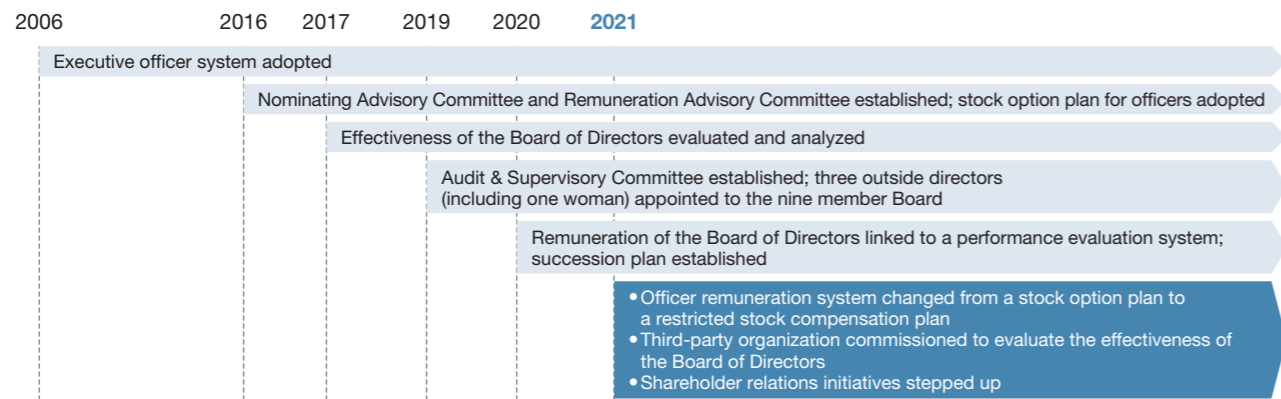 2006 2016 2017 2019 2020 2021
Executive officer system adopted
Nominating Advisory Committee and Remuneration Advisory Committee established; stock option plan for officers adopted
Effectiveness of the Board of Directors evaluated and analyzed
Audit & Supervisory Committee established; three outside directors
(including one woman) appointed to the nine member Board
Remuneration of the Board of Directors linked to a performance evaluation system;
succession plan established
• Officer remuneration system changed from a stock option plan to
a restricted stock compensation plan
• Third-party organization commissioned to evaluate the effectiveness of
the Board of Directors
• Shareholder relations initiatives stepped up